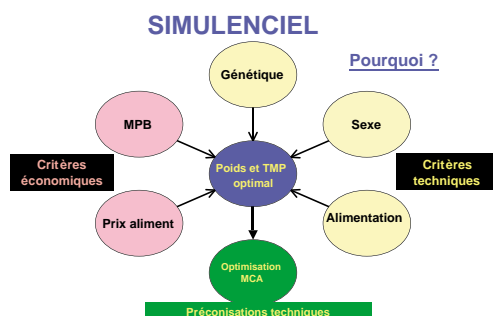 SIMULENCIEL
Pourquoi ?
Génétique
MPB
Sexe
Critères
économiques
Poids et TMP
optimal
Critères
techniques
Prix aliment
Alimentation
Optimisation
MCA
Préconisations techniques